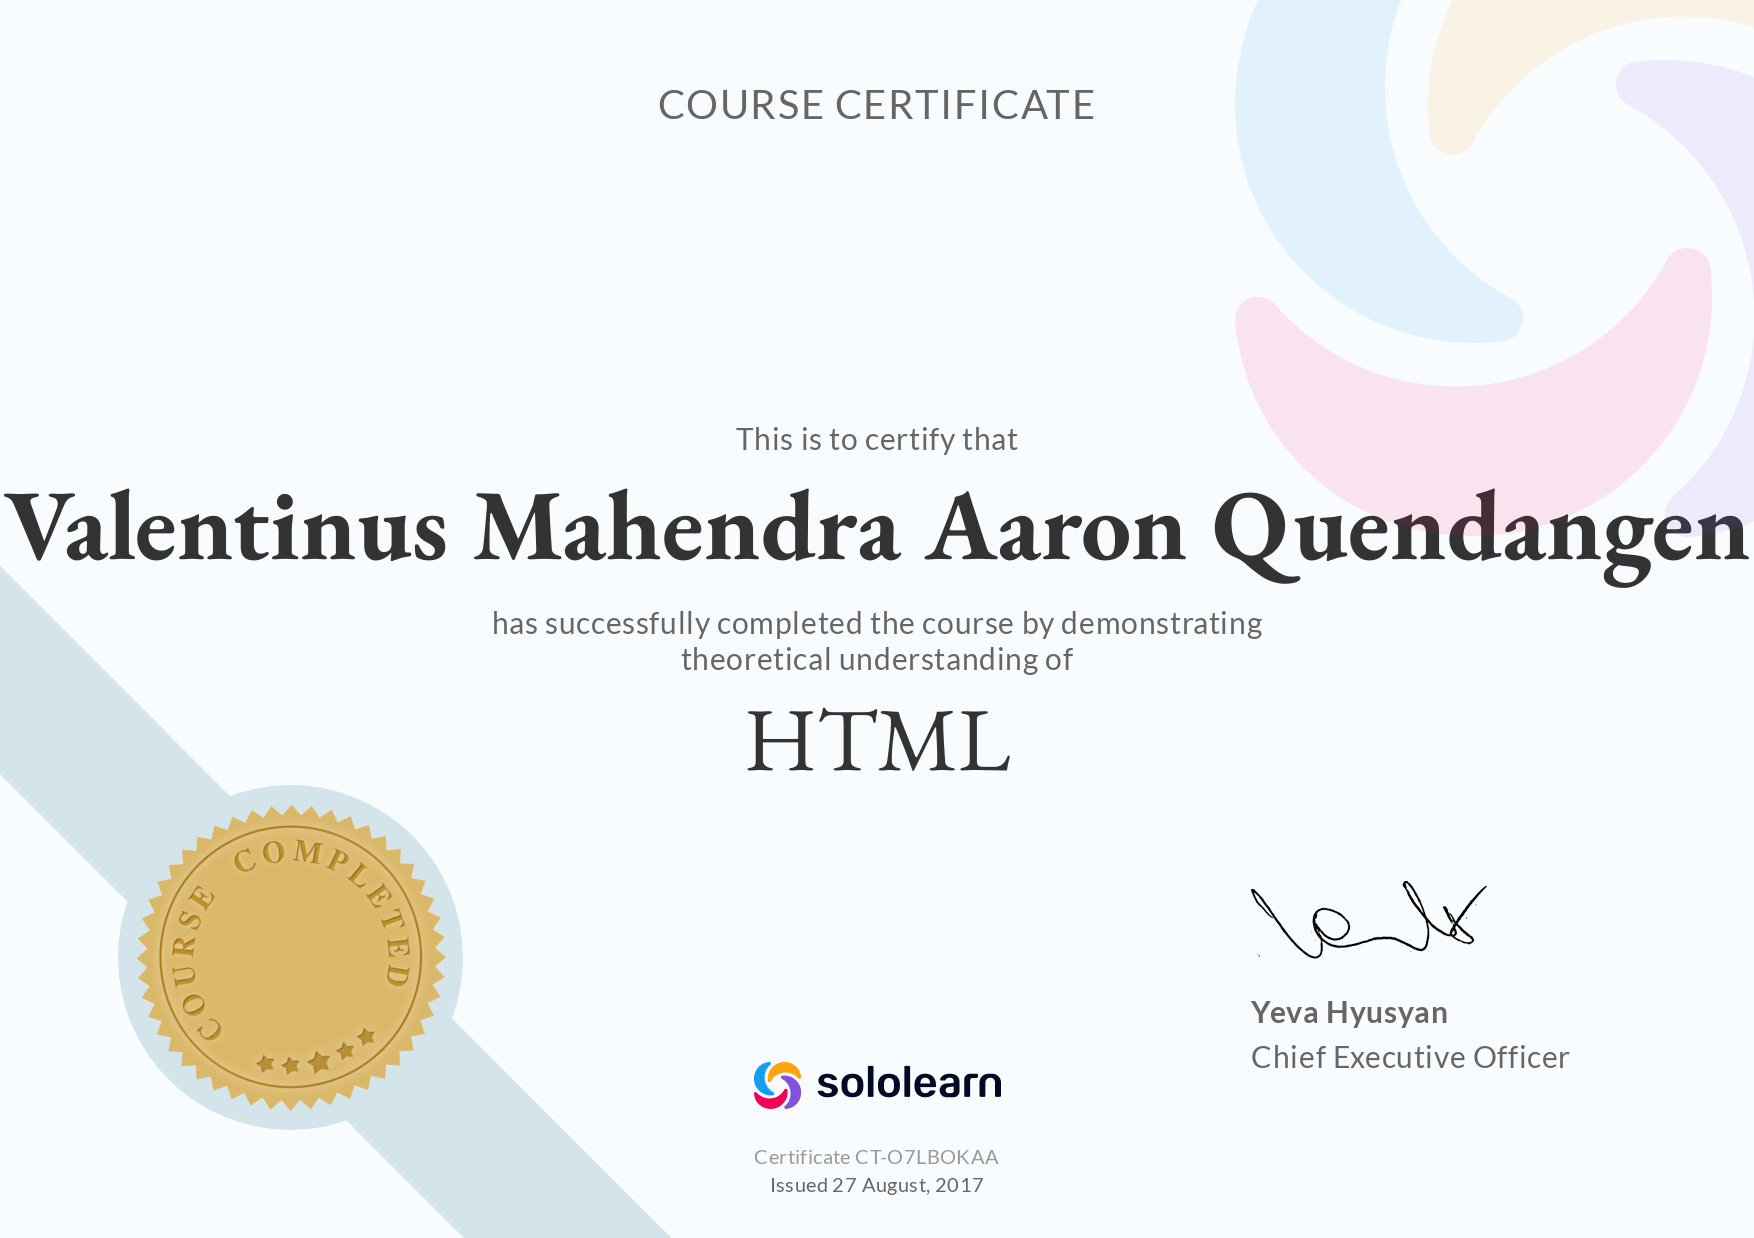 COURSE CERTIFICATE
This is to certify that
Valentinus Mahendra Aaron Quendangen
has successfully completed the course by demonstrating
theoretical understanding of
HTML
COURSE COMPLETED
Yeva Hyusyan
Chief Executive Officer
sololearn
Certificate CT-O7LBOKAA
Issued 27 August, 2017